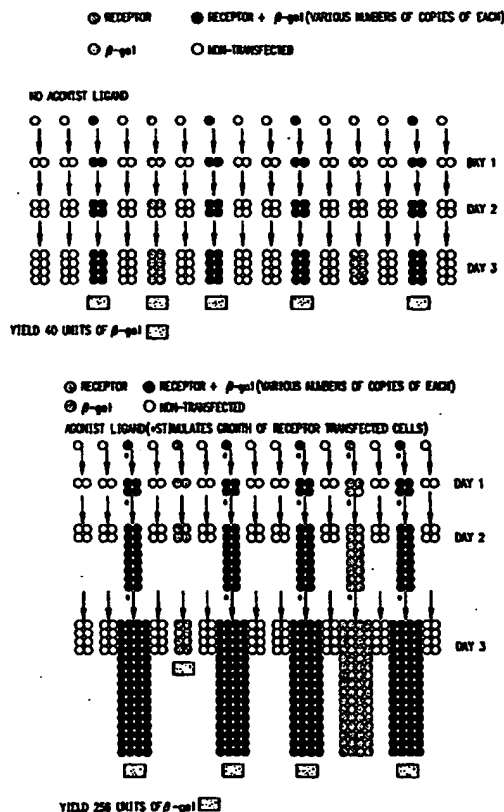 RECEPTOR RECEPTOR + β-gal (VARIOUS NUMBERS OF COPIES OF EACH)
β-gal NON-TRANSFECTED
NO AGONIST LIGAND
DAY 1
DAY 2
DAY 3
YIELD 40 UNITS OF β-gal
RECEPTOR RECEPTOR + β-gal (VARIOUS NUMBERS OF COPIES OF EACH)
β-gal NON-TRANSFECTED
AGONIST LIGAND(•STIMULATES GROWTH OF RECEPTOR TRANSFECTED CELLS)
DAY 1
DAY 2
DAY 3
YIELD 256 UNITS OF β-gal